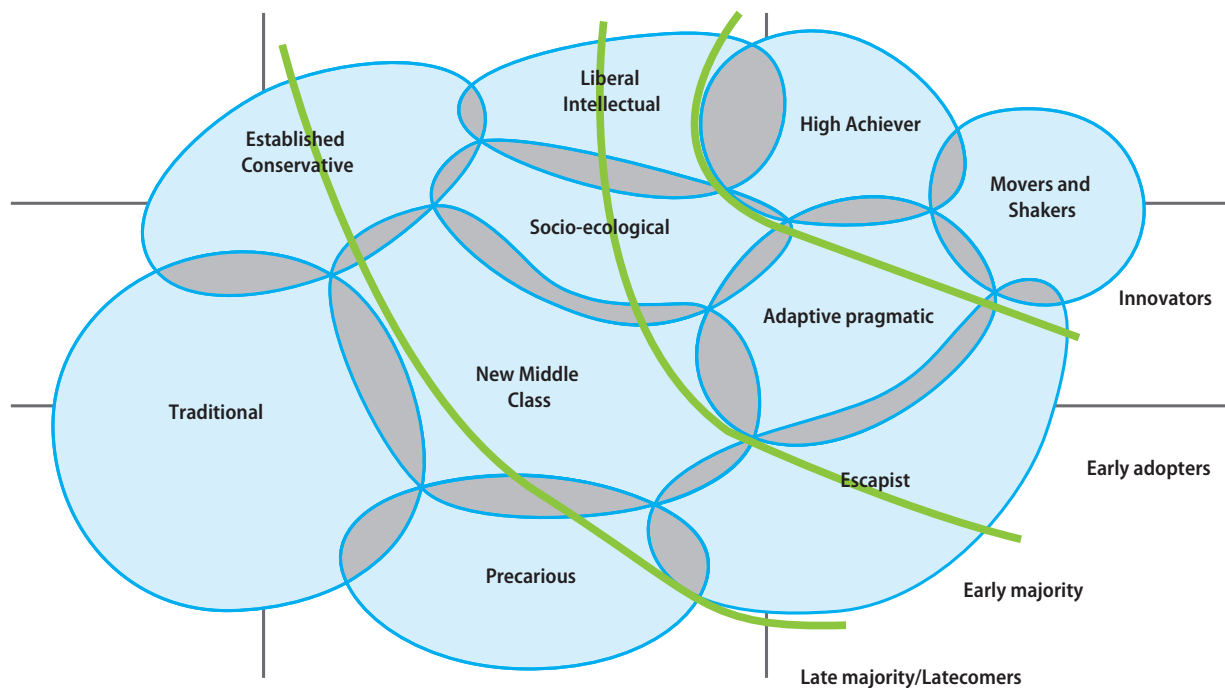 Liberal
Intellectual
High Achiever
Established
Conservative
Movers and
Shakers
Socio-ecological
Innovators
Adaptive pragmatic
New Middle
Class
Traditional
Early adopters
Escapist
Precarious
Early majority
Late majority/Latecomers